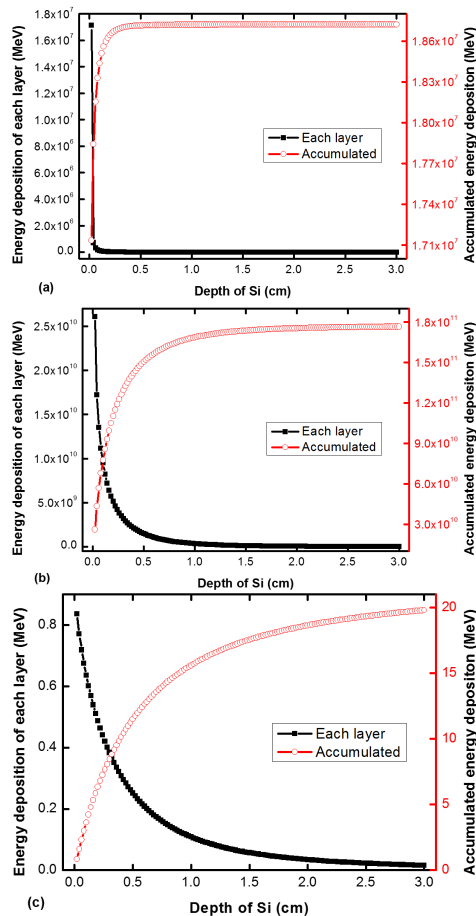 Energy deposition of each layer (MeV)
1.8x10^7
1.6x10^7
1.4x10^7
1.2x10^7
1.0x10^7
8.0x10^6
6.0x10^6
4.0x10^6
2.0x10^6
0.0
Each layer
Accumulated
1.86x10^7
1.83x10^7
1.80x10^7
1.77x10^7
1.74x10^7
1.71x10^7
Accumulated energy depositon (MeV)
0.0 0.5 1.0 1.5 2.0 2.5 3.0
(a)
Depth of Si (cm)
Energy deposition of each layer (MeV)
2.5x10^10
2.0x10^10
1.5x10^10
1.0x10^10
5.0x10^9
0.0
Each layer
Accumulated
1.8x10^11
1.5x10^11
1.2x10^11
9.0x10^10
6.0x10^10
3.0x10^10
Accumulated energy depositon (MeV)
0.0 0.5 1.0 1.5 2.0 2.5 3.0
(b)
Depth of Si (cm)
Energy deposition of each layer (MeV)
0.8
0.6
0.4
0.2
0.0
Each layer
Accumulated
20
15
10
5
0
Accumulated energy depositon (MeV)
0.0 0.5 1.0 1.5 2.0 2.5 3.0
(c)
Depth of Si (cm)